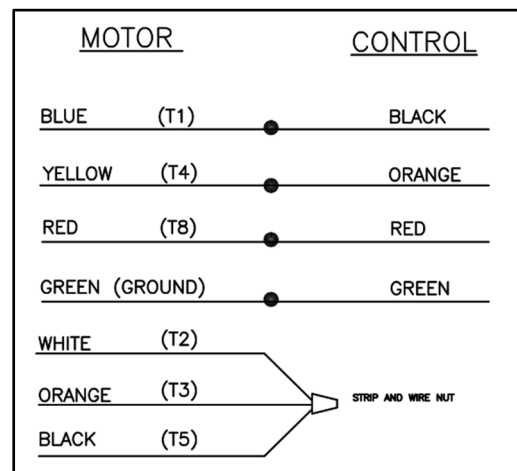 MOTOR CONTROL
BLUE (T1) BLACK
YELLOW (T4) ORANGE
RED (T8) RED
GREEN (GROUND) GREEN
WHITE (T2)
ORANGE (T3) STRIP AND WIRE NUT
BLACK (T5)